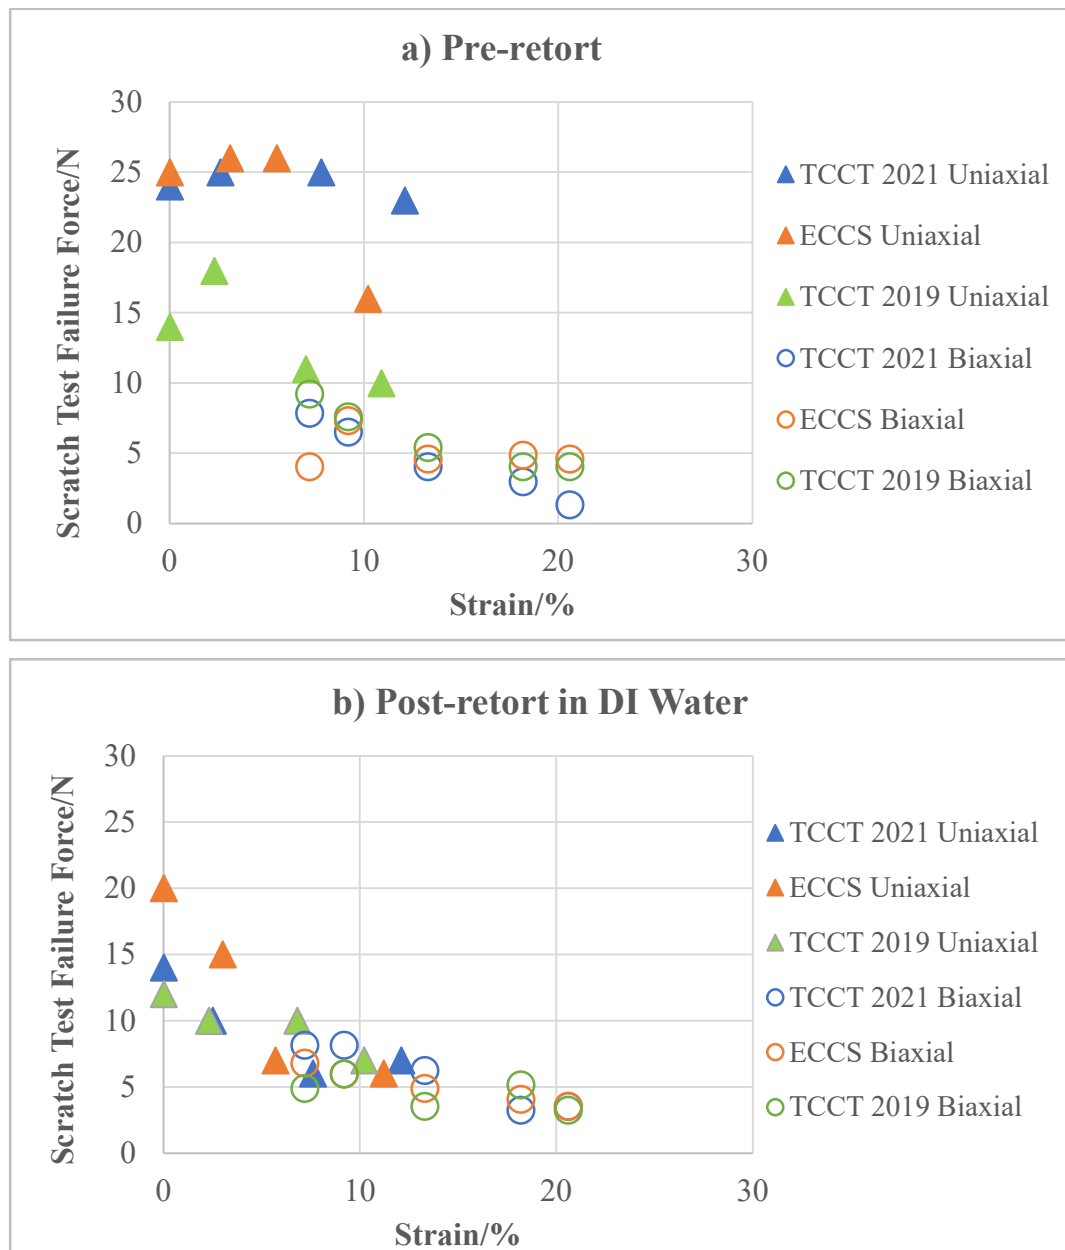 a) Pre-retort
Scratch Test Failure Force/N
30
25
20
15
10
5
0
0 10 20 30
Strain/%
TCCT 2021 Uniaxial
ECCS Uniaxial
TCCT 2019 Uniaxial
TCCT 2021 Biaxial
ECCS Biaxial
TCCT 2019 Biaxial
b) Post-retort in DI Water
Scratch Test Failure Force/N
30
25
20
15
10
5
0
0 10 20 30
Strain/%
TCCT 2021 Uniaxial
ECCS Uniaxial
TCCT 2019 Uniaxial
TCCT 2021 Biaxial
ECCS Biaxial
TCCT 2019 Biaxial